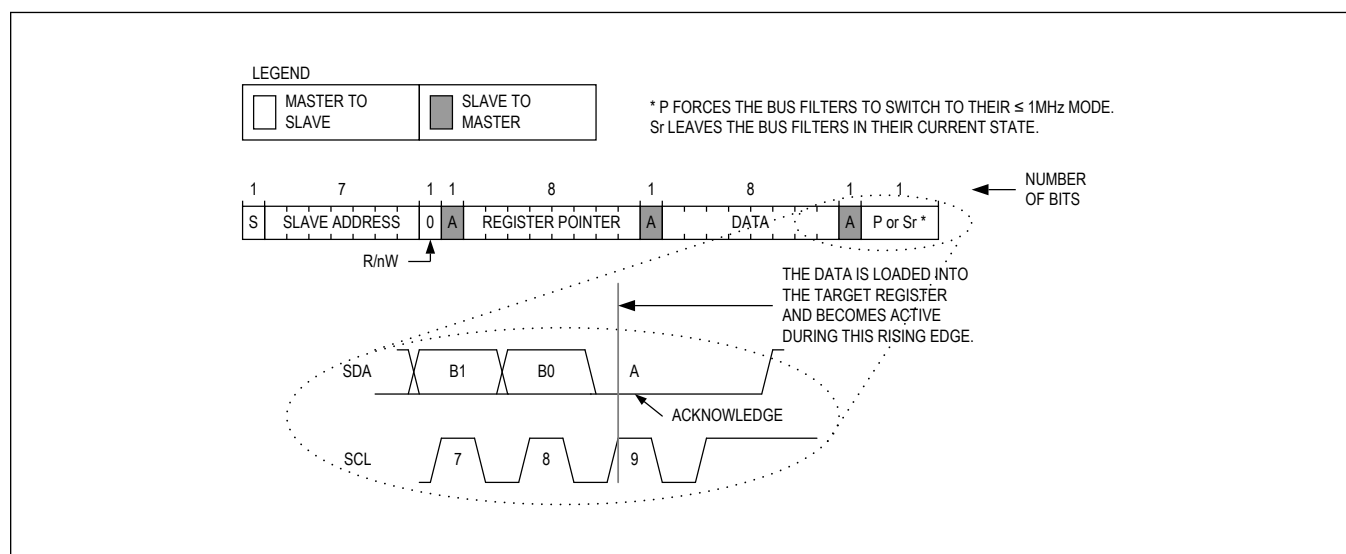 LEGEND
MASTER TO
SLAVE
SLAVE TO
MASTER
* P FORCES THE BUS FILTERS TO SWITCH TO THEIR ≤ 1MHz MODE.
Sr LEAVES THE BUS FILTERS IN THEIR CURRENT STATE.
1 7 1 1 8 1 8 1 1
NUMBER
OF BITS
S SLAVE ADDRESS 0 A REGISTER POINTER A DATA A P or Sr *
R/nW
THE DATA IS LOADED INTO
THE TARGET REGISTER
AND BECOMES ACTIVE
DURING THIS RISING EDGE.
SDA B1 B0 A
ACKNOWLEDGE
SCL 7 8 9